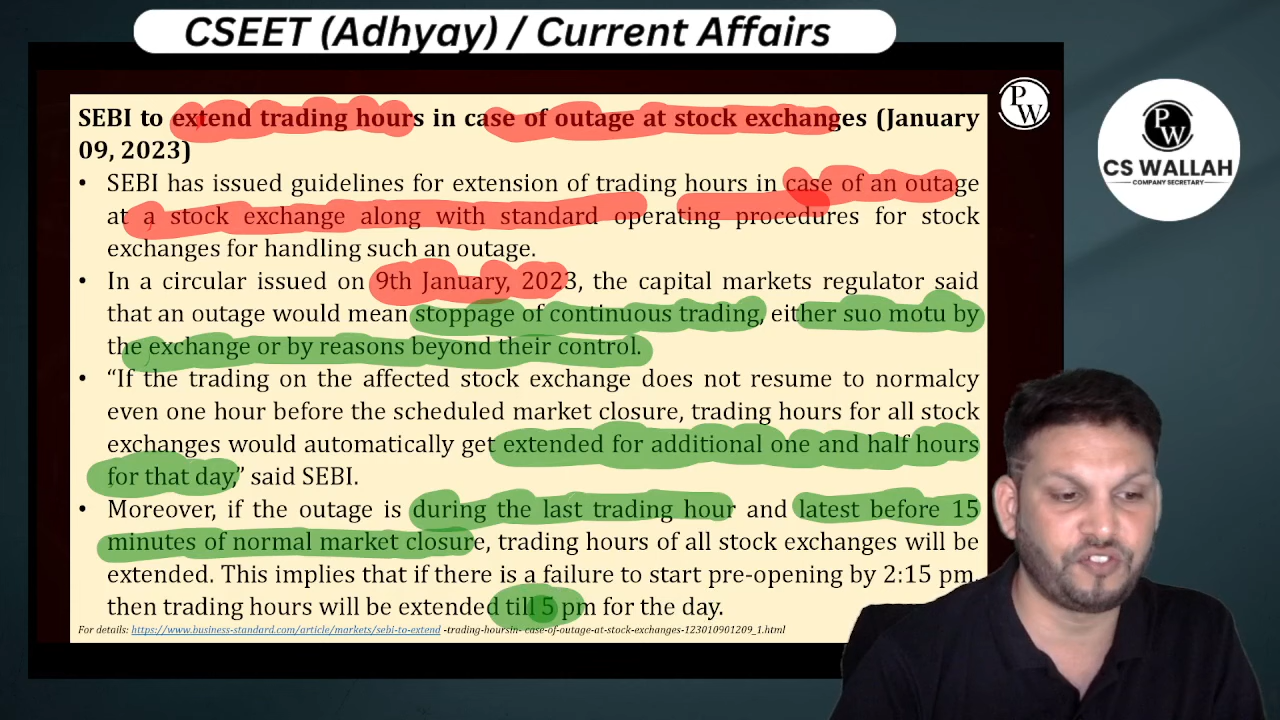 CSEET (Adhyay) / Current Affairs
SEBI to extend trading hours in case of outage at stock exchanges (January
09, 2023)
• SEBI has issued guidelines for extension of trading hours in case of an outage
at a stock exchange along with standard operating procedures for stock
exchanges for handling such an outage.
• In a circular issued on 9th January, 2023, the capital markets regulator said
that an outage would mean stoppage of continuous trading, either suo motu by
the exchange or by reasons beyond their control.
• “If the trading on the affected stock exchange does not resume to normalcy
even one hour before the scheduled market closure, trading hours for all stock
exchanges would automatically get extended for additional one and half hours
for that day,” said SEBI.
• Moreover, if the outage is during the last trading hour and latest before 15
minutes of normal market closure, trading hours of all stock exchanges will be
extended. This implies that if there is a failure to start pre-opening by 2:15 pm,
then trading hours will be extended till 5 pm for the day.
For details: https://www.business-standard.com/article/markets/sebi-to-extend -trading-hoursin- case-of-outage-at-stock-exchanges-123010901209_1.html
PW
PW
CS WALLAH
COMPANY SECRETARY